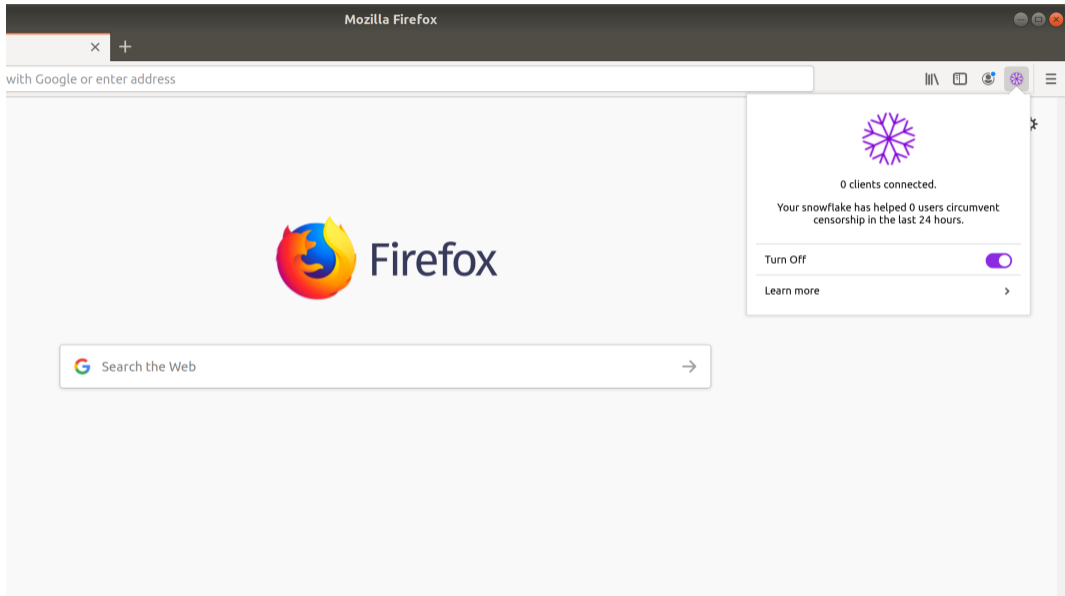 Mozilla Firefox
with Google or enter address
0 clients connected.
Your snowflake has helped 0 users circumvent
censorship in the last 24 hours.
Turn Off
Learn more
Firefox
Search the Web